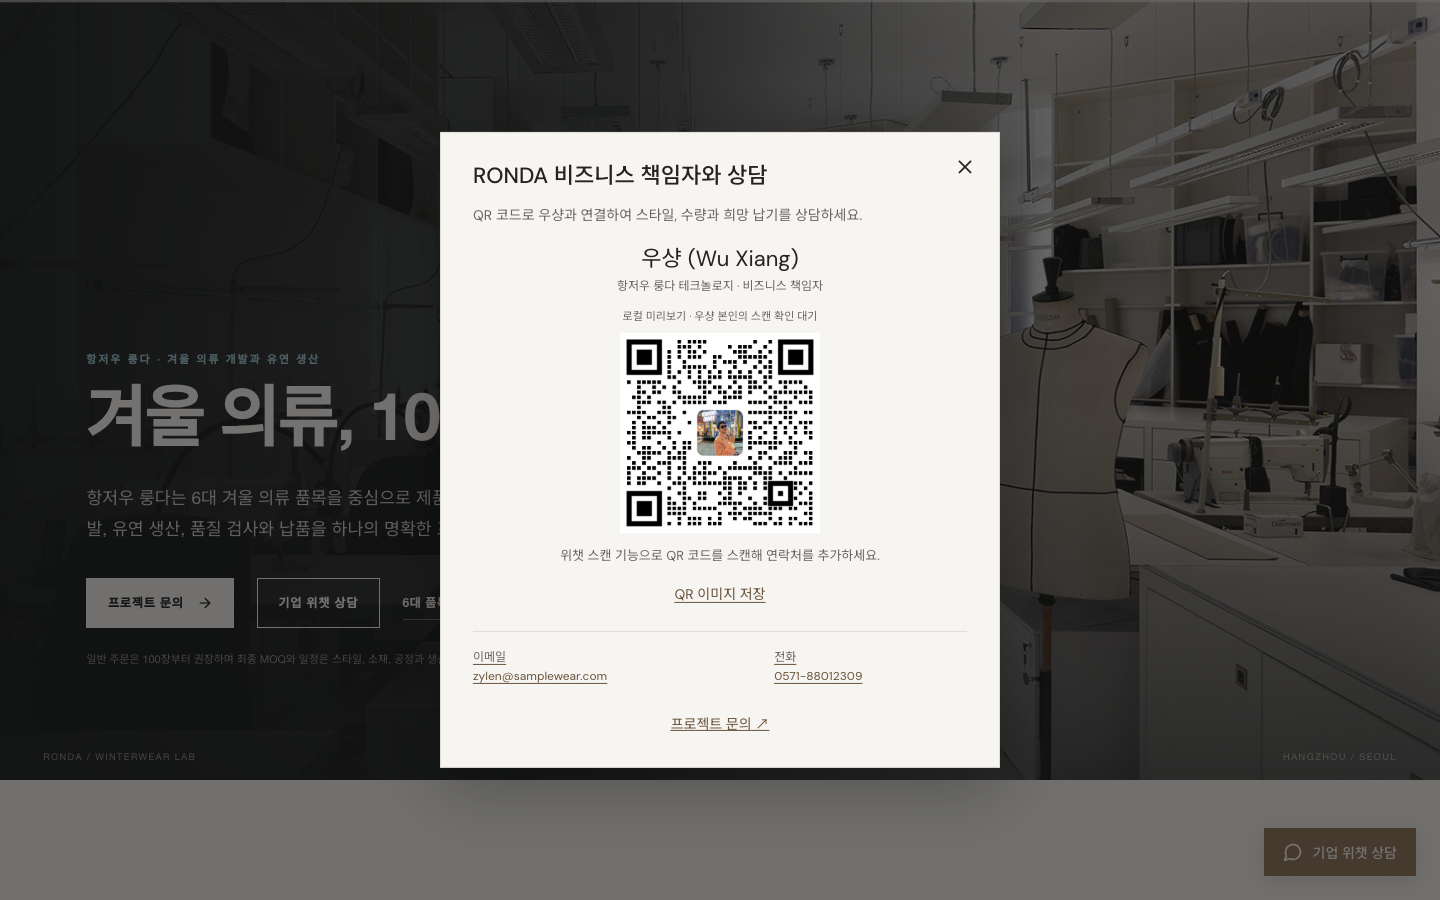 RONDA 비즈니스 책임자와 상담
QR 코드로 우샹과 연결하여 스타일, 수량과 희망 납기를 상담하세요.
우샹 (Wu Xiang)
항저우 룽다 테크놀로지 · 비즈니스 책임자
로컬 미리보기 · 우샹 본인의 스캔 확인 대기
위챗 스캔 기능으로 QR 코드를 스캔해 연락처를 추가하세요.
QR 이미지 저장
이메일
zylen@samplewear.com
전화
0571-88012309
프로젝트 문의 ↗
항저우 룽다 · 겨울 의류 개발과 유연 생산
겨울 의류, 10
항저우 룽다는 6대 겨울 의류 품목을 중심으로
발, 유연 생산, 품질 검사와 납품을 하나의 명확한
프로젝트 문의 →
기업 위챗 상담
6대
일반 주문은 100장부터 권장하며 최종 MOQ와 일정은 스타일, 소재, 공정과
RONDA / WINTERWEAR LAB
HANGZHOU / SEOUL
기업 위챗 상담